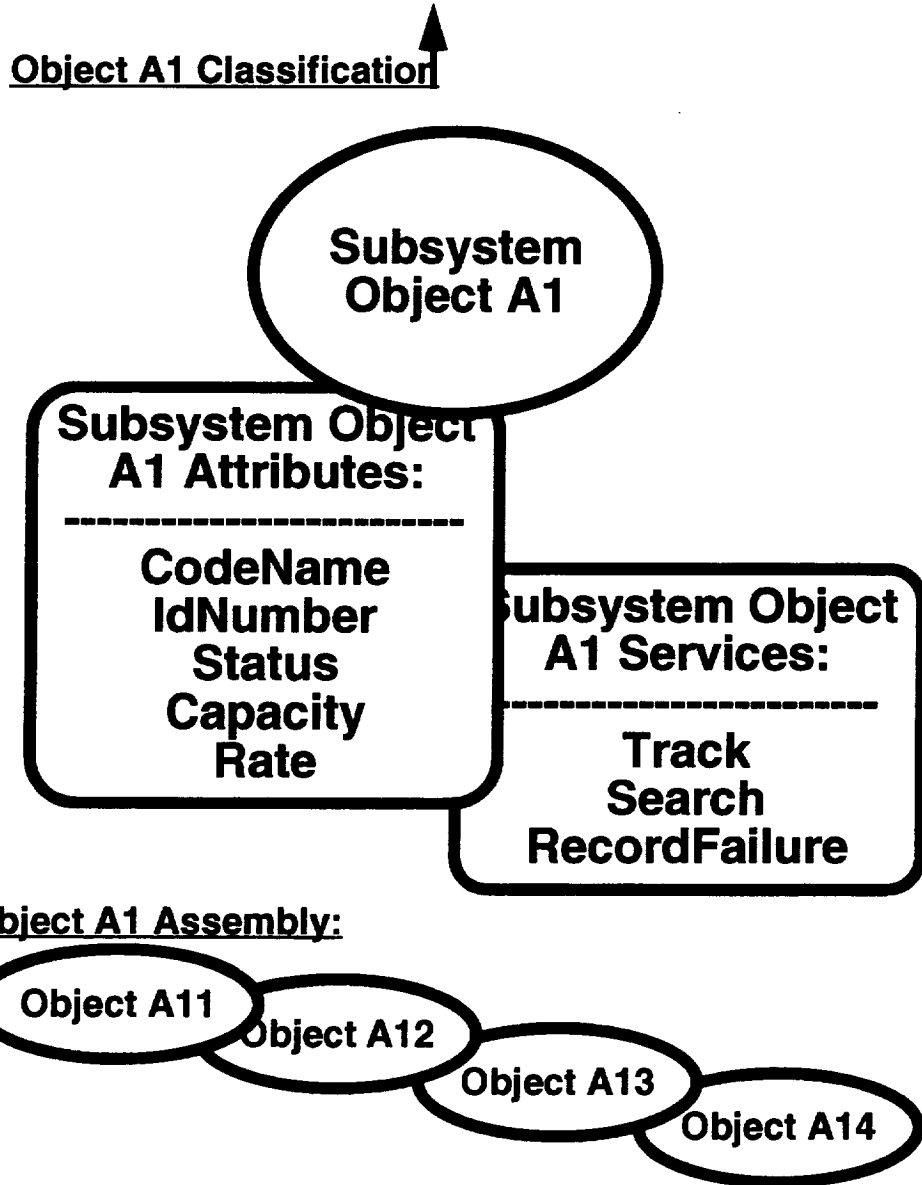 Object A1 Classification
Subsystem
Object A1
Subsystem Object
A1 Attributes:
CodeName
IdNumber
Status
Capacity
Rate
Subsystem Object
A1 Services:
Track
Search
RecordFailure
bject A1 Assembly:
Object A11
Object A12
Object A13
Object A14